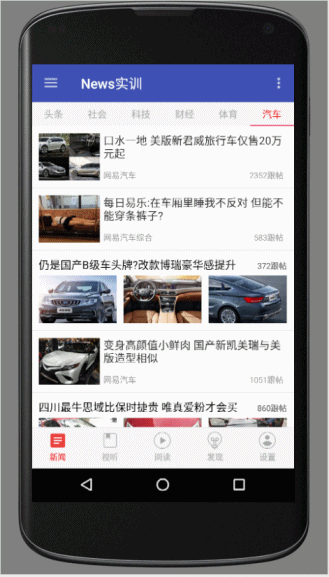 News实训
头条 社会 科技 财经 体育 汽车
口水一地 美版新君威旅行车仅售20万
元起
网易汽车 7352跟帖
每日易乐:在车厢里睡我不反对 但能不
能穿条裤子?
网易汽车综合 583跟帖
仍是国产B级车头牌?改款博瑞豪华感提升 372跟帖
变身高颜值小鲜肉 国产新凯美瑞与美
版造型相似
网易汽车 1051跟帖
四川最牛思域比保时捷贵 唯真爱粉才会买 860跟帖
新闻 视听 阅读 发现 设置